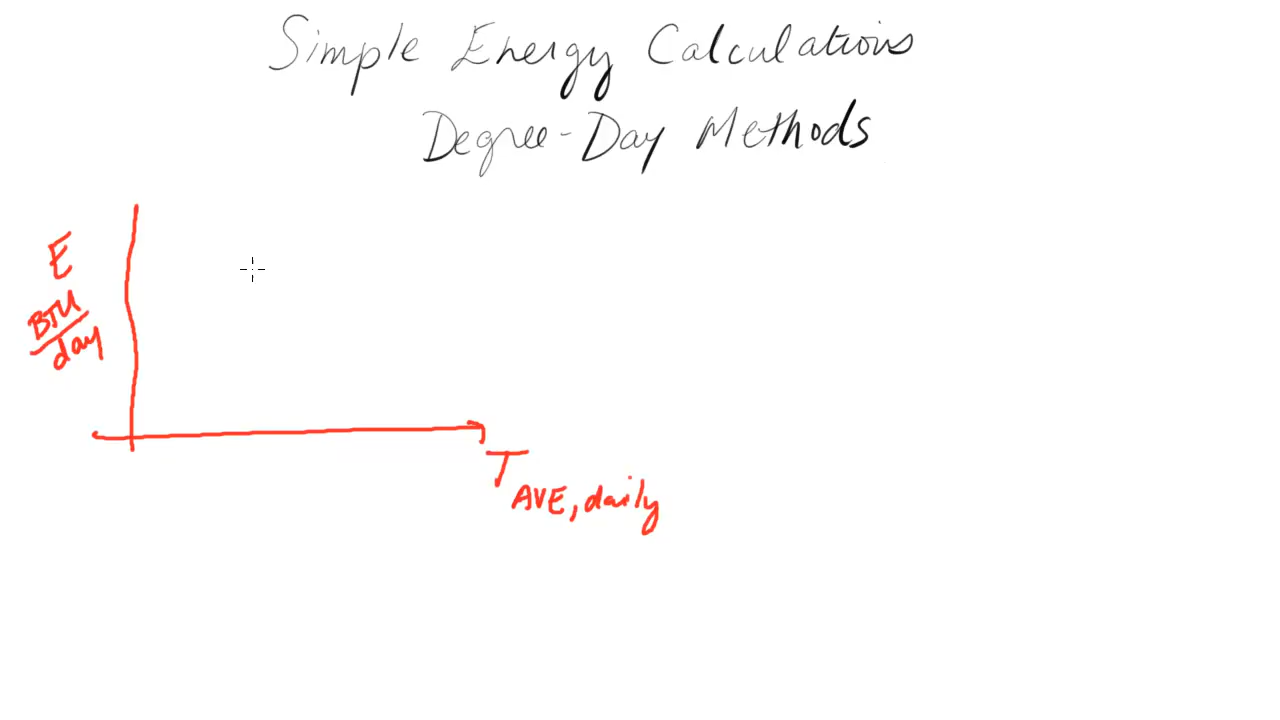 Simple Energy Calculations
Degree-Day Methods
E
BTU
day
T AVE, daily